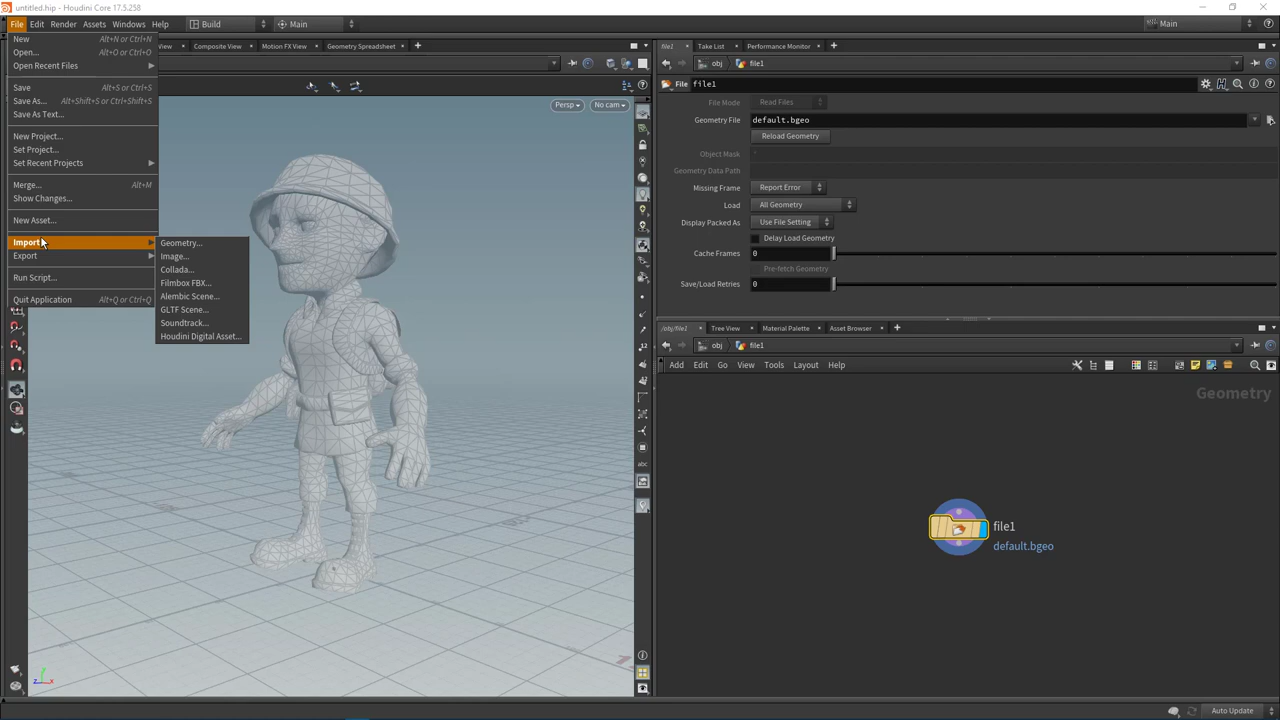 untitled.hip - Houdini Core 17.5.258
File Edit Render Assets Windows Help Build Main Main
New Alt+N or Ctrl+N
Open... Alt+O or Ctrl+O
Open Recent Files
Save Alt+S or Ctrl+S
Save As... Alt+Shift+S or Ctrl+Shift+S
Save As Text...
New Project...
Set Project...
Set Recent Projects
Merge... Alt+M
Show Changes...
New Asset...
Import
Export
Run Script...
Quit Application Alt+Q or Ctrl+Q
Geometry...
Image...
Collada...
Filmbox FBX...
Alembic Scene...
GLTF Scene...
Soundtrack...
Houdini Digital Asset...
View Composite View Motion FX View Geometry Spreadsheet
Persp No cam
abc
z y x
file1 Take List Performance Monitor
obj file1
File file1
File Mode Read Files
Geometry File default.bgeo
Reload Geometry
Object Mask *
Geometry Data Path
Missing Frame Report Error
Load All Geometry
Display Packed As Use File Setting
Delay Load Geometry
Cache Frames 0
Pre-fetch Geometry
Save/Load Retries 0
/obj/file1 Tree View Material Palette Asset Browser
obj file1
Add Edit Go View Tools Layout Help
Geometry
file1
default.bgeo
Auto Update